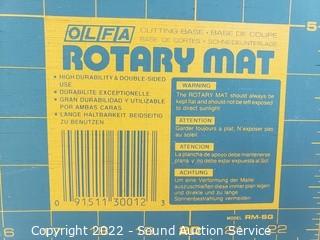 OLFA CUTTING BASE • BASE DE COUPE
BASE DE CORTES • SCHNEIDUNTERLAGE
ROTARY MAT
• HIGH DURABILITY & DOUBLE-SIDED
USE
• DURABILITE EXCEPTIONELLE
• GRAN DURABILIDAD Y UTILIZABLE
POR AMBAS CARAS
• LANGE HALTBARKEIT BEIDSEITIG
ZU BENUTZEN
WARNING
The ROTARY MAT should always be
kept flat and should not be left exposed
to direct sunlight
ATTENTION
Garder toujours à plat, N'exposer pas
au soleil
ATENCION
La plancha de apoyo debe mantenerse
plana y no debe exponerse al sol
ACHTUNG
Um eine Verformung der Matte
auszuschließen diese immer plan legen
und direkte und zu lange
Sonnenbestrahlung vermeiden
0 91511 30012 3
MODEL RM-SG
5
6
22
Copyright 2022 - Sound Auction Service